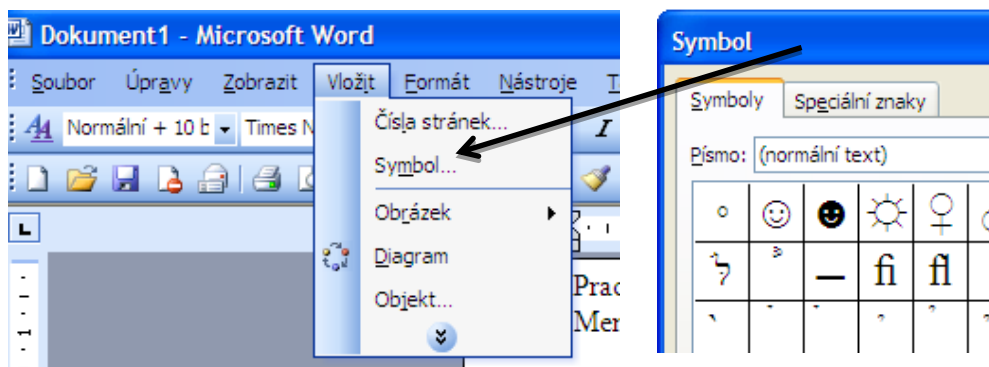 Dokument1 - Microsoft Word
Soubor Úpravy Zobrazit Vložit Formát Nástroje T
Normální + 10 b Times N I
Čísla stránek...
Symbol...
Obrázek
Diagram
Objekt...
L
1
Prac
Mer
Symbol
Symboly Speciální znaky
Písmo: (normální text)
ﬁ ﬂ